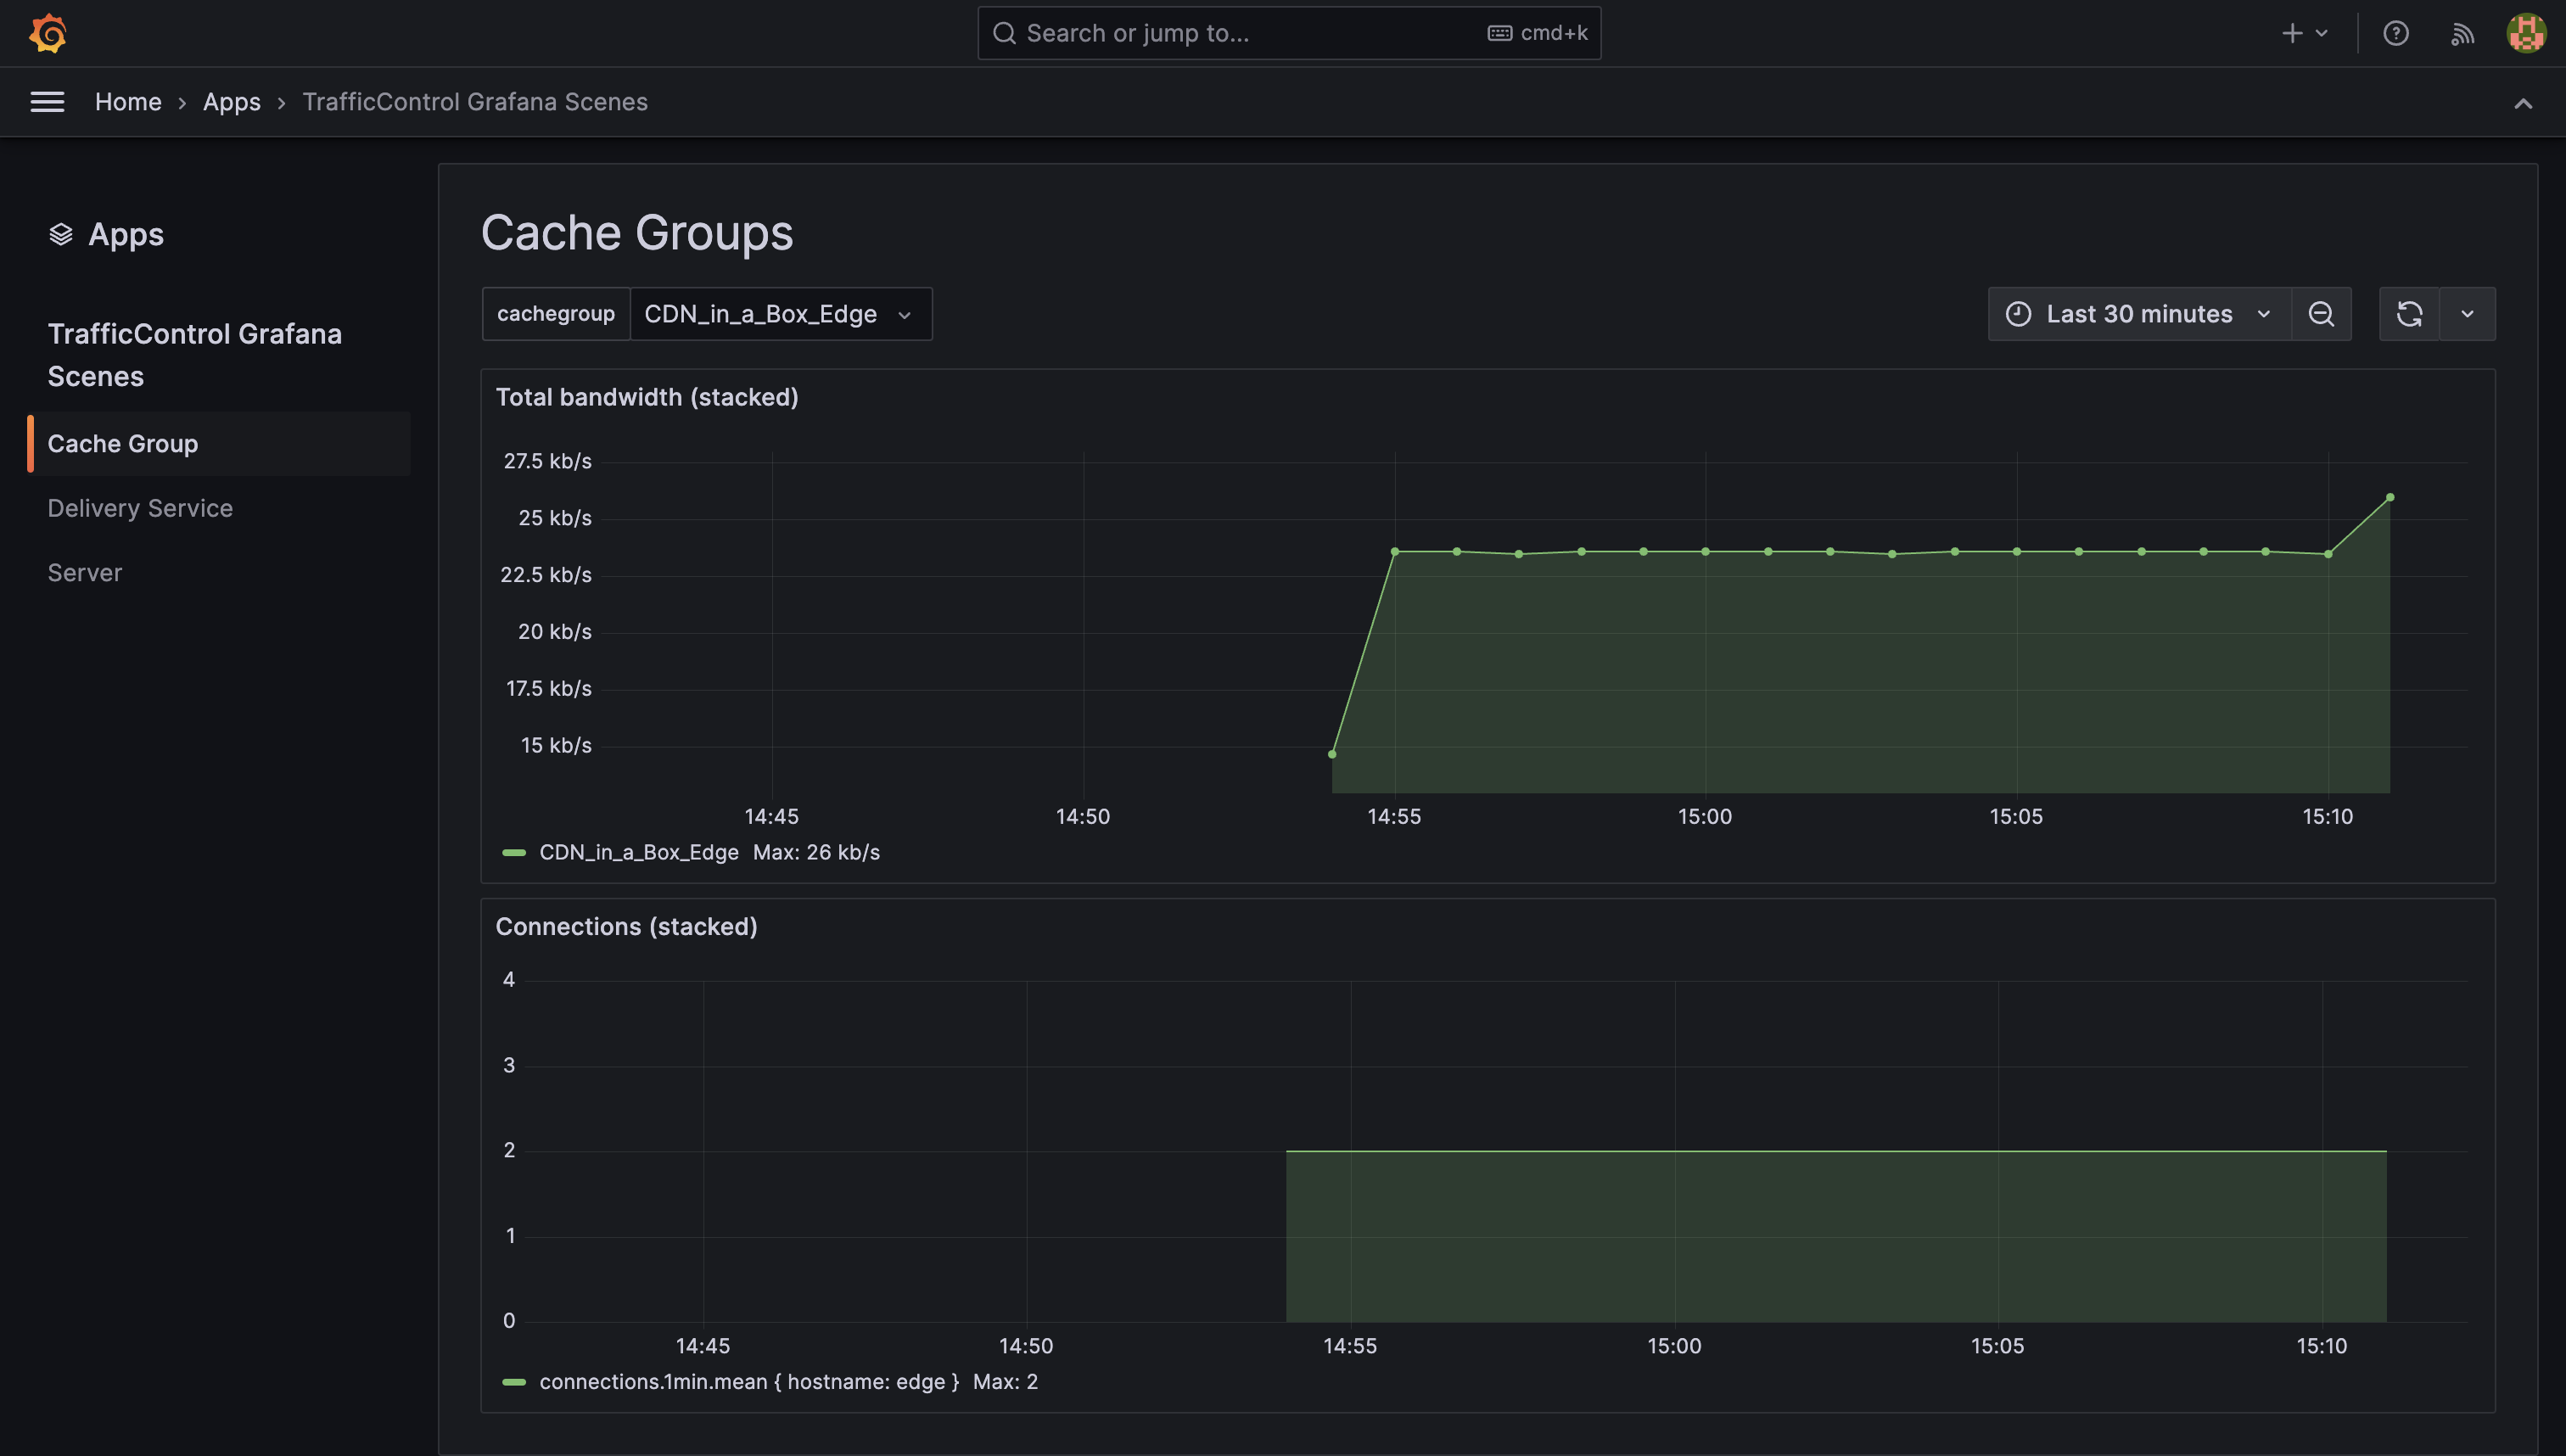 Search or jump to...
cmd+k
Home
Apps
TrafficControl Grafana Scenes
Apps
TrafficControl Grafana
Scenes
Cache Group
Delivery Service
Server
Cache Groups
cachegroup
CDN_in_a_Box_Edge
Last 30 minutes
Total bandwidth (stacked)
27.5 kb/s
25 kb/s
22.5 kb/s
20 kb/s
17.5 kb/s
15 kb/s
14:45
14:50
14:55
15:00
15:05
15:10
CDN_in_a_Box_Edge Max: 26 kb/s
Connections (stacked)
4
3
2
1
0
14:45
14:50
14:55
15:00
15:05
15:10
connections.1min.mean { hostname: edge } Max: 2